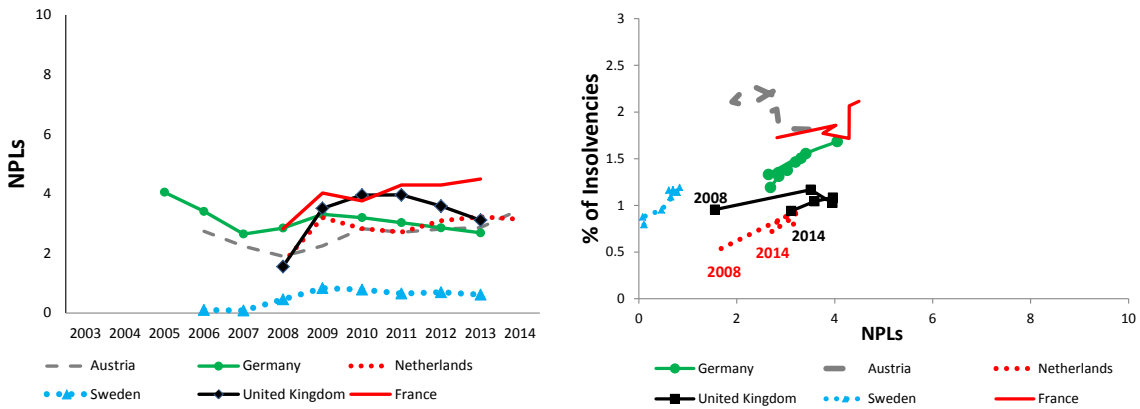 10
8
6
4
2
0
NPLs
2003 2004 2005 2006 2007 2008 2009 2010 2011 2012 2013 2014
Austria Germany Netherlands
Sweden United Kingdom France
3
2.5
2
1.5
1
0.5
0
% of Insolvencies
2008
2014
2014
2008
0 2 4 6 8 10
NPLs
Germany Austria Netherlands
United Kingdom Sweden France